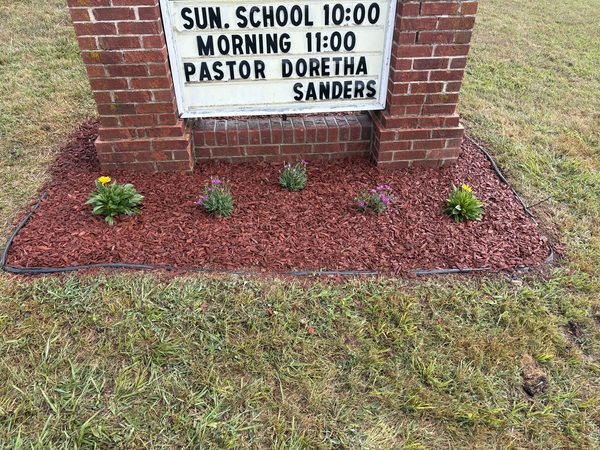 SUN. SCHOOL 10:00
MORNING 11:00
PASTOR DORETHA
SANDERS